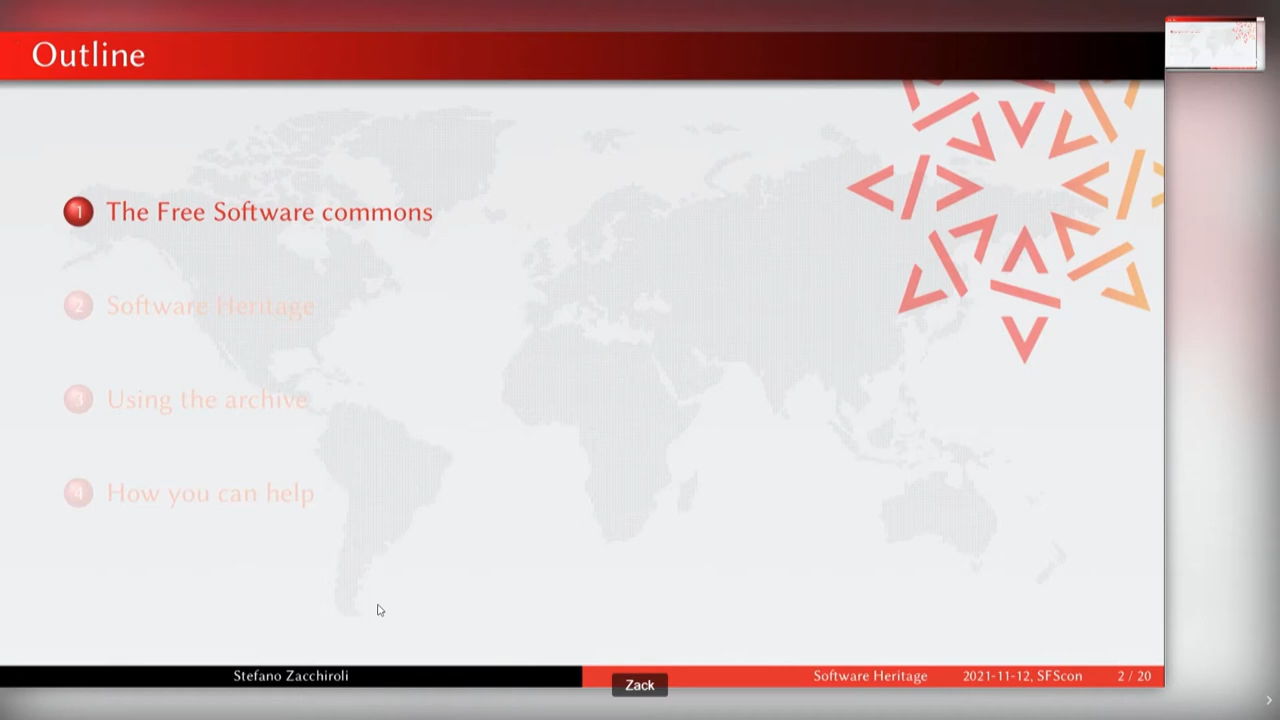 Outline
1 The Free Software commons
2 Software Heritage
3 Using the archive
4 How you can help
Stefano Zacchiroli
Software Heritage 2021-11-12, SFScon 2 / 20
Zack